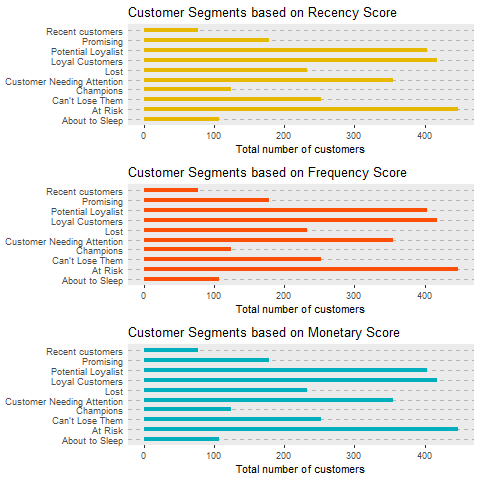 Customer Segments based on Recency Score
Recent customers
Promising
Potential Loyalist
Loyal Customers
Lost
Customer Needing Attention
Champions
Can't Lose Them
At Risk
About to Sleep
0 100 200 300 400
Total number of customers
Customer Segments based on Frequency Score
Recent customers
Promising
Potential Loyalist
Loyal Customers
Lost
Customer Needing Attention
Champions
Can't Lose Them
At Risk
About to Sleep
0 100 200 300 400
Total number of customers
Customer Segments based on Monetary Score
Recent customers
Promising
Potential Loyalist
Loyal Customers
Lost
Customer Needing Attention
Champions
Can't Lose Them
At Risk
About to Sleep
0 100 200 300 400
Total number of customers